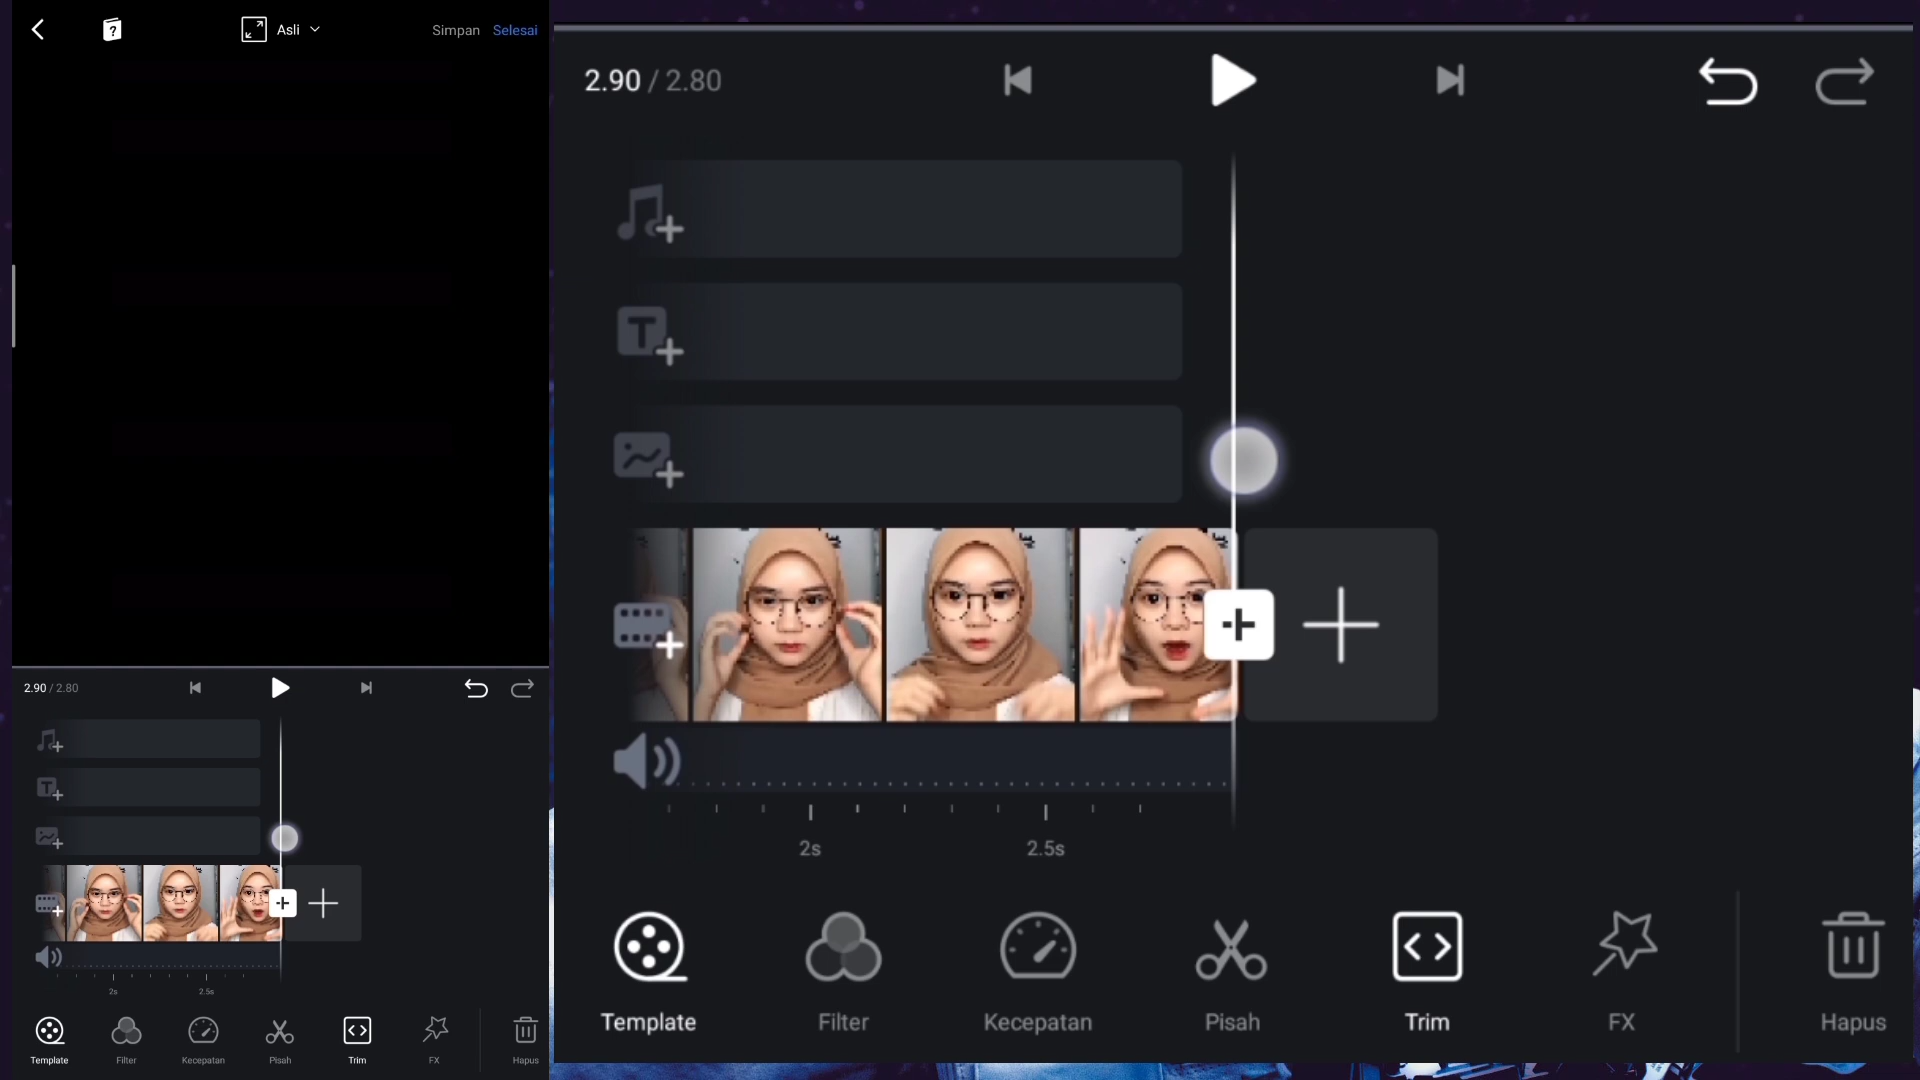 Asli
Simpan Selesai
2.90 / 2.80
T
2s 2.5s
Template Filter Kecepatan Pisah Trim FX Hapus
2.90 / 2.80
T
2s 2.5s
Template Filter Kecepatan Pisah Trim FX Hapus